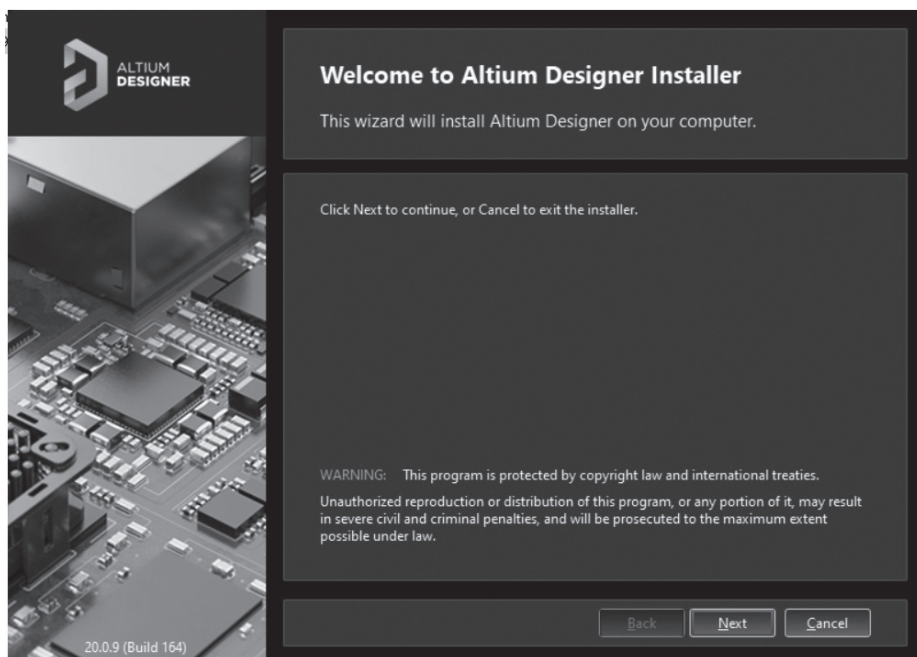 ALTIUM
DESIGNER
Welcome to Altium Designer Installer
This wizard will install Altium Designer on your computer.
Click Next to continue, or Cancel to exit the installer.
WARNING: This program is protected by copyright law and international treaties.
Unauthorized reproduction or distribution of this program, or any portion of it, may result
in severe civil and criminal penalties, and will be prosecuted to the maximum extent
possible under law.
20.0.9 (Build 164)
Back Next Cancel